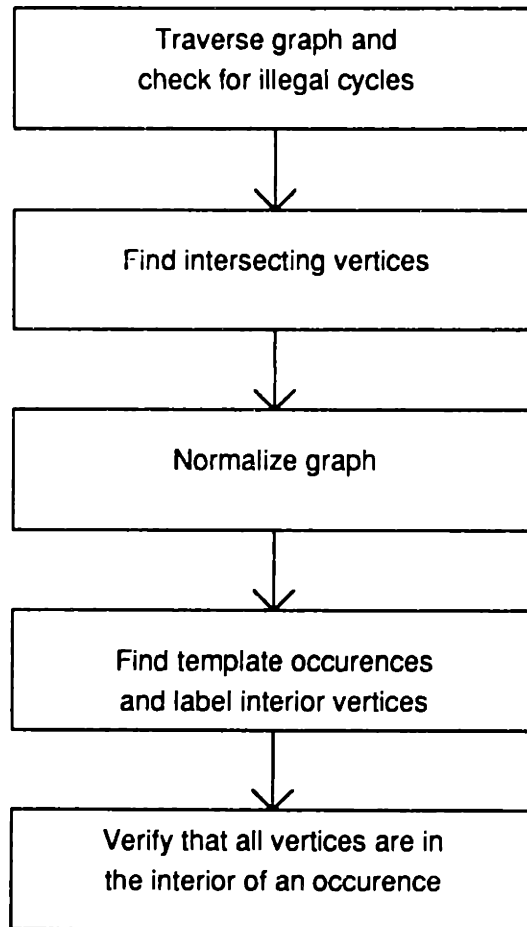 Traverse graph and
check for illegal cycles
Find intersecting vertices
Normalize graph
Find template occurences
and label interior vertices
Verify that all vertices are in
the interior of an occurence